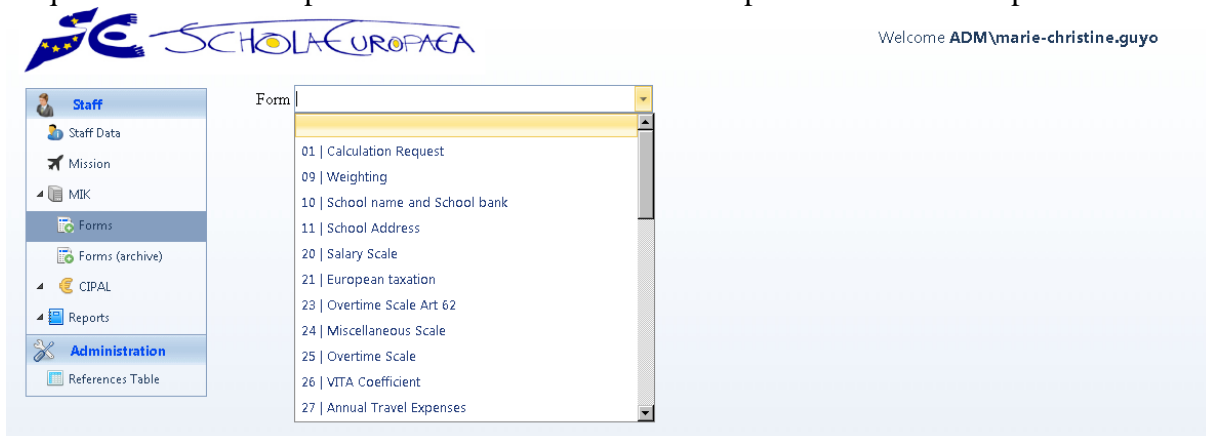 SCHOLA EUROPAEA
Welcome ADM\marie-christine.guyo
Staff
Staff Data
Mission
MIK
Forms
Forms (archive)
CIPAL
Reports
Administration
References Table
Form
01 | Calculation Request
09 | Weighting
10 | School name and School bank
11 | School Address
20 | Salary Scale
21 | European taxation
23 | Overtime Scale Art 62
24 | Miscellaneous Scale
25 | Overtime Scale
26 | VITA Coefficient
27 | Annual Travel Expenses